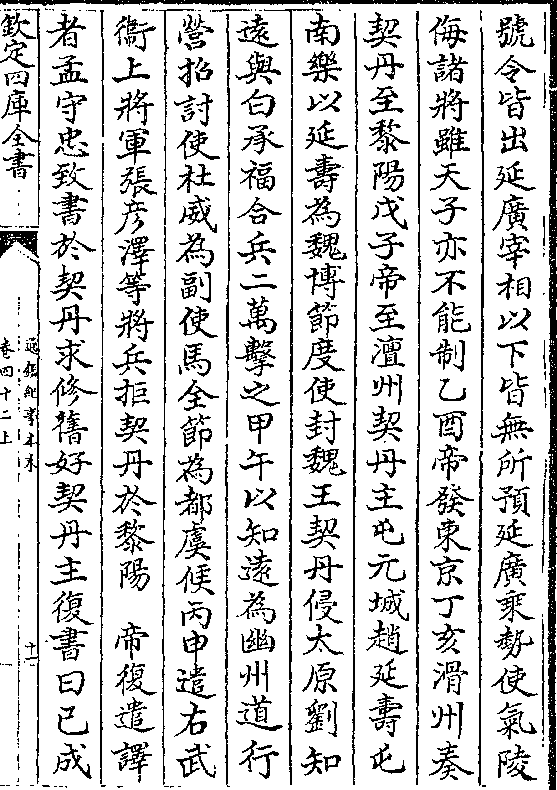 號令皆出延廣宰相以下皆無所預延廣乘勢使氣陵
侮諸將雖天子亦不能制乙酉帝發東京丁亥滑州奏
契丹至黎陽戊子帝至澶州契丹主屯元城趙延壽屯
南樂以延壽為魏博節度使封魏王契丹侵太原劉知
遠與白承福合兵二萬擊之甲午以知遠為幽州道行
營招討使杜威為副使馬全節為都虞候丙申遣右武
衞上將軍張彦澤等將兵拒契丹於黎陽　帝復遣譯
者孟守忠致書於契丹求修舊好契丹主復書曰已成
欽定四庫全書
通鑑紀事本末
卷四十二上
十一